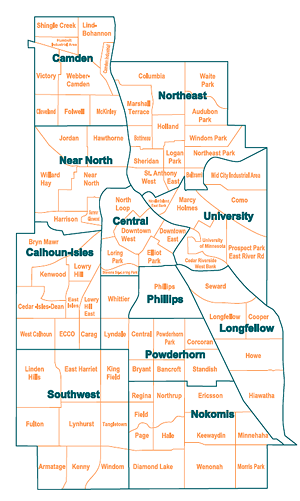 Shingle Creek
Lind-
Bohannon
Humboldt
Industrial Area
Camden
Camden Industrial
Victory
Webber-
Camden
Cleveland
Folwell
McKinley
Columbia
Waite
Park
Northeast
Marshall
Terrace
Audubon
Park
Holland
Bottineau
Windom Park
Logan
Park
Northeast Park
Sheridan
Jordan
Hawthorne
Near North
Willard
Hay
Near
North
Harrison
St. Anthony
West
St. Anthony
East
Beltrami
Mid City Industrial Area
North
Loop
Marcy
Holmes
Como
Central
University
Downtown
West
Downtown
East
University
of Minnesota
Prospect Park
East River Rd
Cedar Riverside
West Bank
Loring
Park
Elliot
Park
Bryn Mawr
Calhoun-Isles
Kenwood
Lowry
Hill
Cedar-Isles-Dean
East
Isles
Lowry
Hill
East
Whittier
Phillips
Phillips
Seward
Longfellow
Cooper
Longfellow
West Calhoun
ECCO
Carag
Lyndale
Central
Powderhorn
Park
Corcoran
Powderhorn
Howe
Linden
Hills
East Harriet
King
Field
Bryant
Bancroft
Standish
Southwest
Regina
Northrup
Ericsson
Hiawatha
Nokomis
Fulton
Lynnhurst
Tangletown
Field
Page
Hale
Keewaydin
Minnehaha
Armatage
Kenny
Windom
Diamond Lake
Wenonah
Morris Park